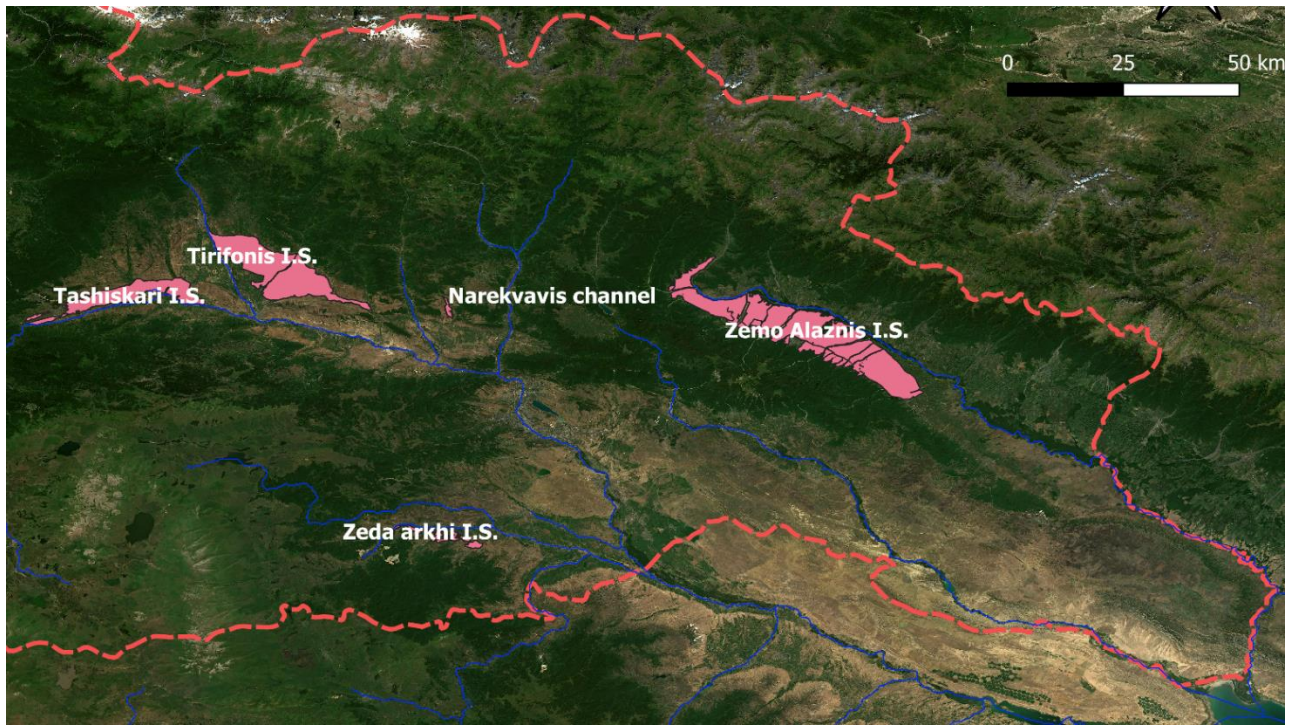 0 25 50 km
Tirifonis I.S.
Tashiskari I.S.
Narekvavis channel
Zemo Alaznis I.S.
Zeda arkhi I.S.